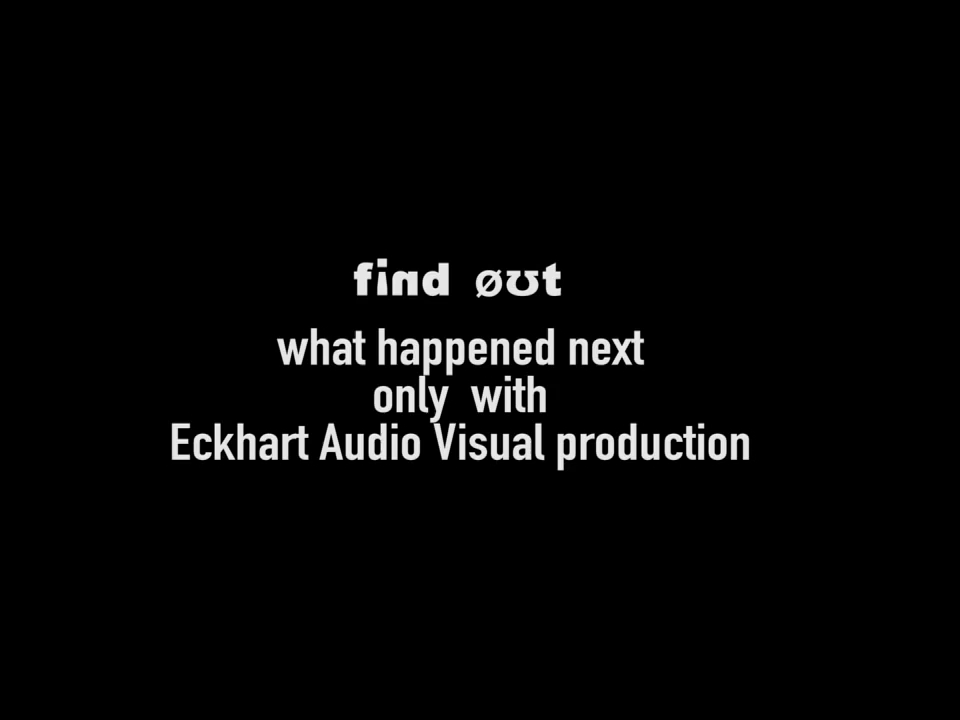 find øʊt
what happened next
only with
Eckhart Audio Visual production